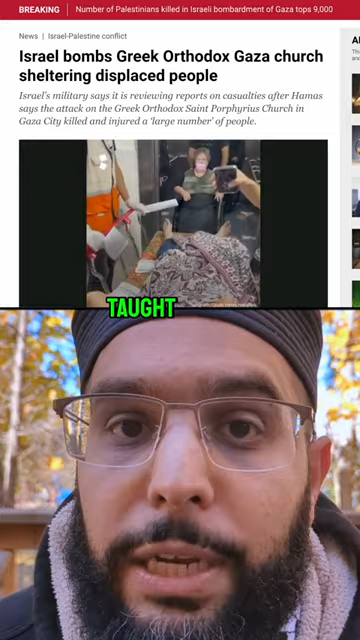 BREAKING Number of Palestinians killed in Israeli bombardment of Gaza tops 9,000
News | Israel-Palestine conflict
Israel bombs Greek Orthodox Gaza church
sheltering displaced people
Israel's military says it is reviewing reports on casualties after Hamas
says the attack on the Greek Orthodox Saint Porphyrius Church in
Gaza City killed and injured a 'large number' of people.
TAUGHT